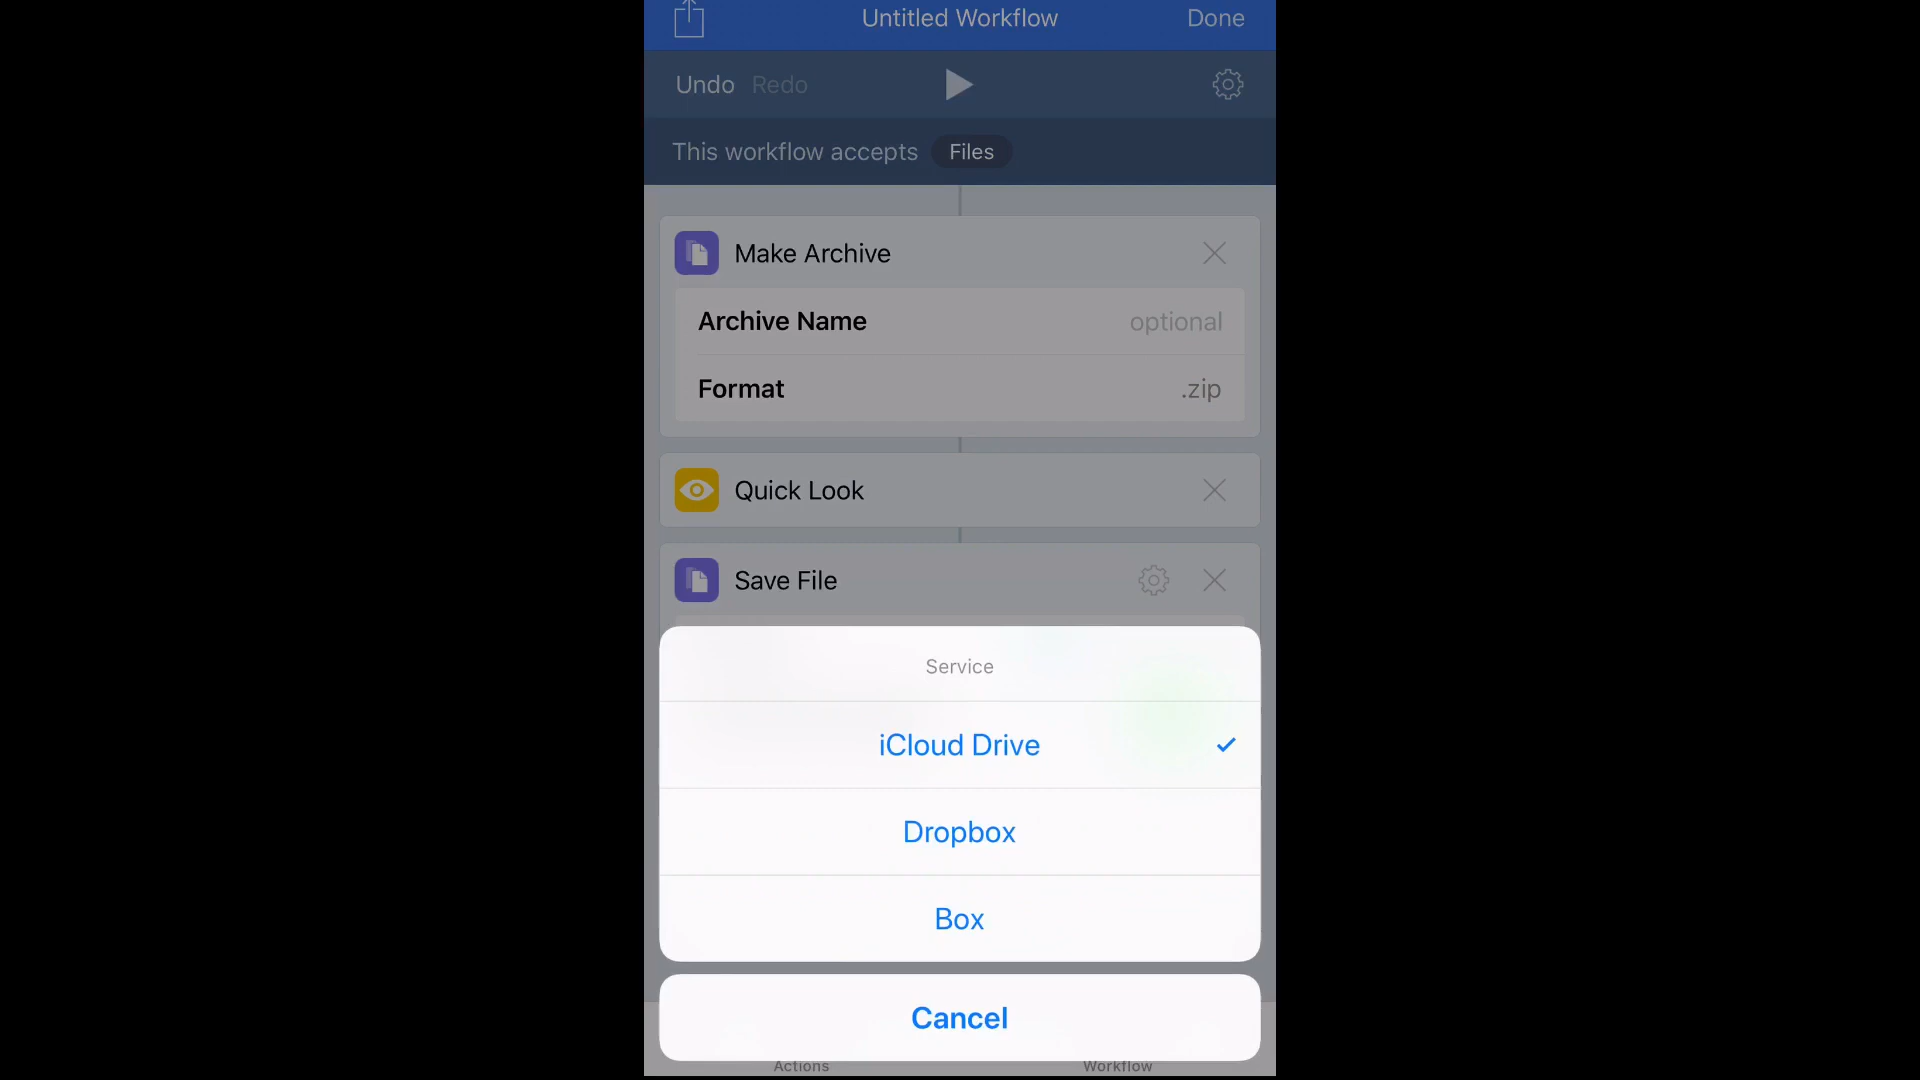 Untitled Workflow Done
Undo Redo
This workflow accepts Files
Make Archive
Archive Name optional
Format .zip
Quick Look
Save File
Service
iCloud Drive
Dropbox
Box
Cancel
Actions Workflow